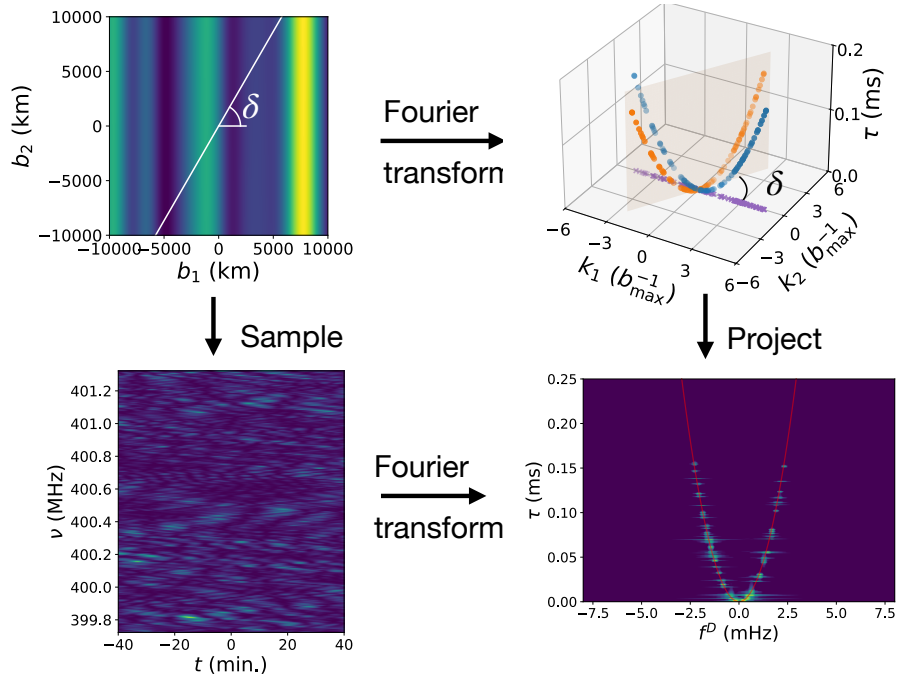 10000
5000
0
−5000
−10000
b₂ (km)
δ
−10000
−5000
0
5000
10000
b₁ (km)
Fourier
transform
0.2
0.1
0.0
τ (ms)
δ
−6
−3
0
3
6
k₁ (b⁻¹max)
−6
−3
0
3
6
k₂ (b⁻¹max)
Sample
Project
401.2
401.0
400.8
400.6
400.4
400.2
400.0
399.8
ν (MHz)
−40
−20
0
20
40
t (min.)
Fourier
transform
0.25
0.20
0.15
0.10
0.05
0.00
τ (ms)
−7.5
−5.0
−2.5
0.0
2.5
5.0
7.5
fᴰ (mHz)